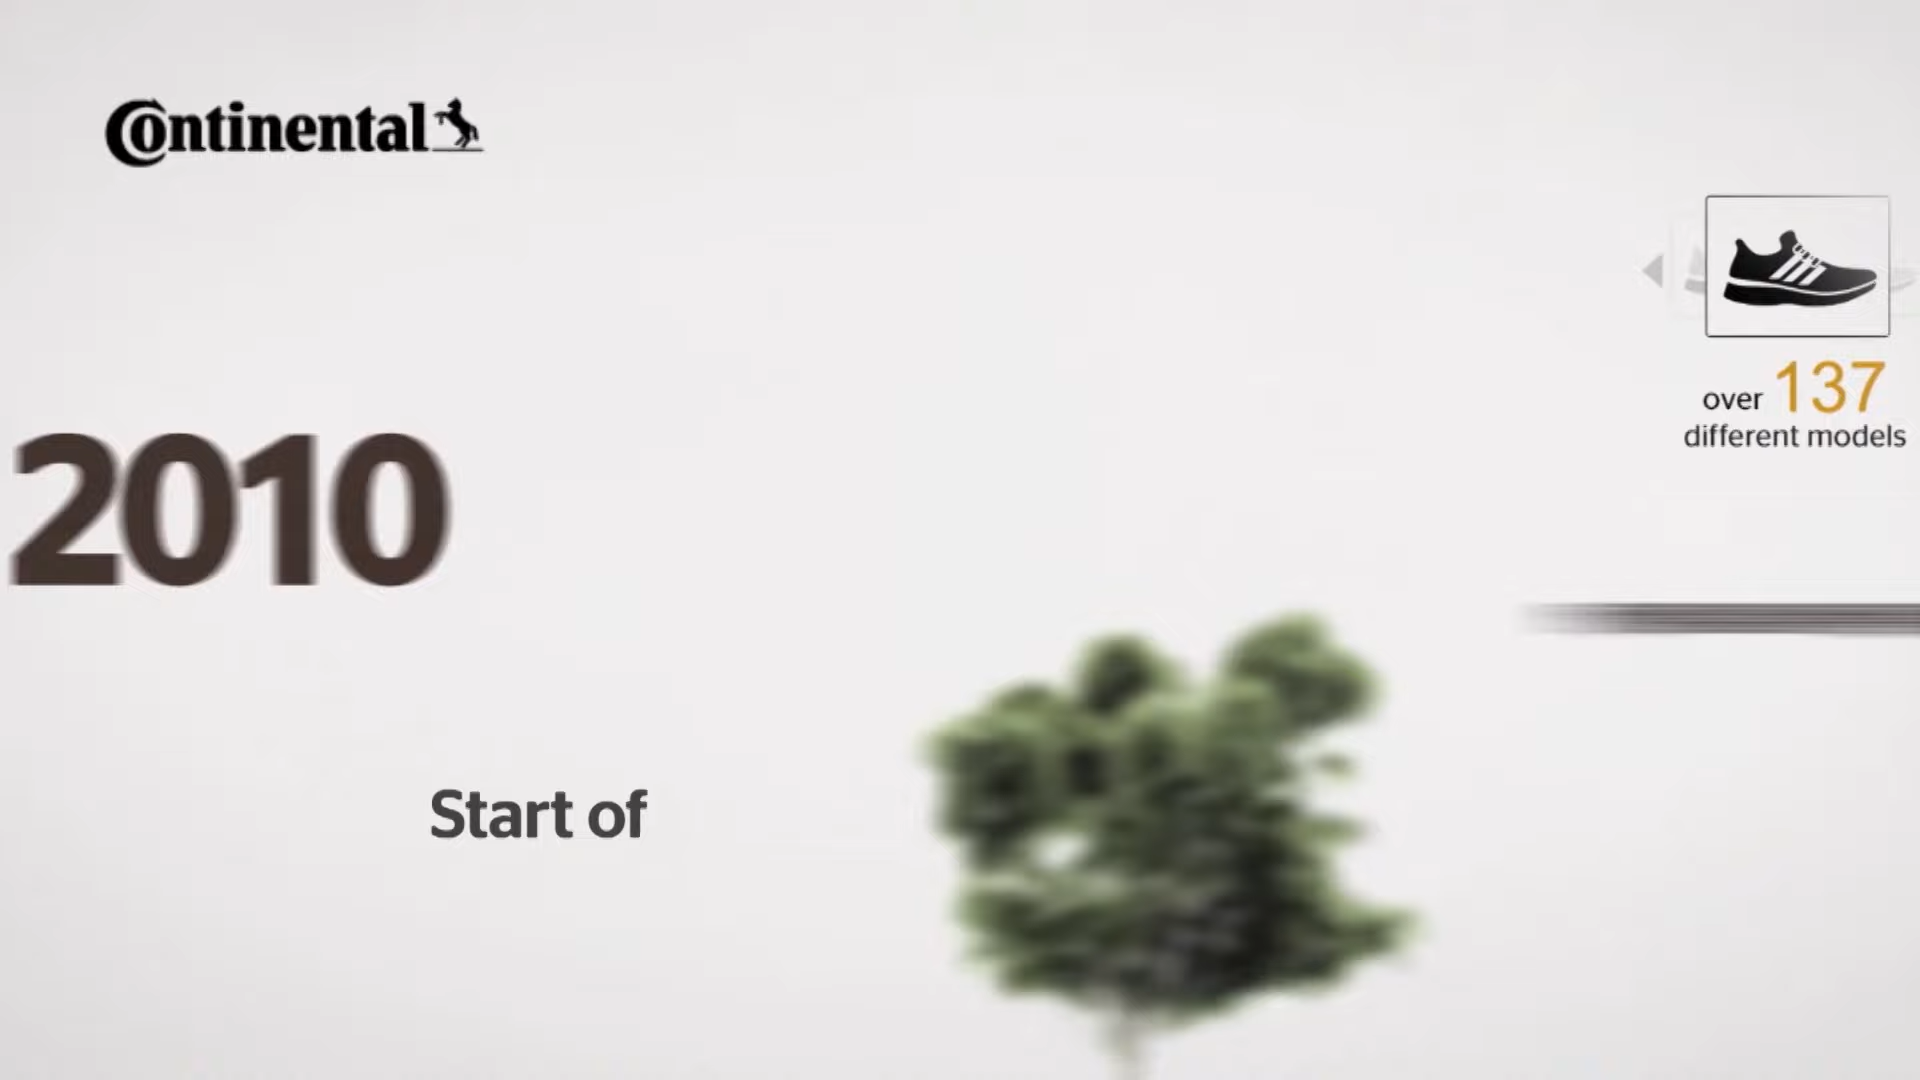 Continental
over 137
different models
2010
Start of